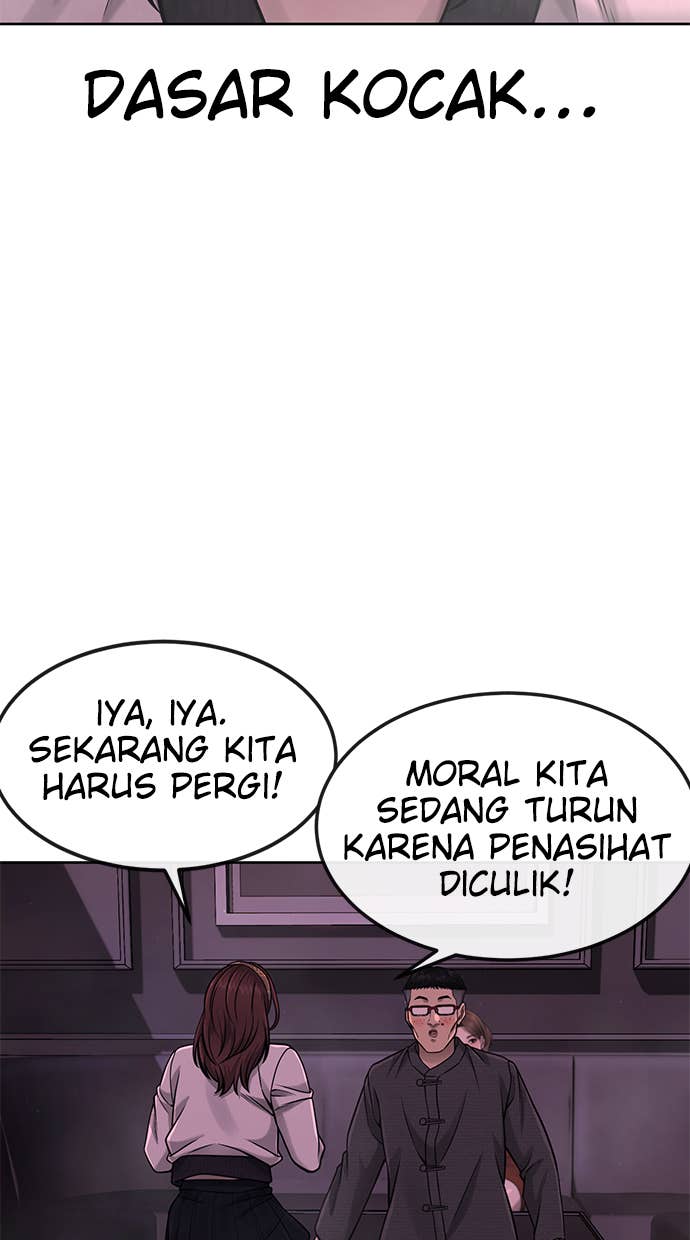 DASAR KOCAK...
IYA, IYA.
SEKARANG KITA
HARUS PERGI!
MORAL KITA
SEDANG TURUN
KARENA PENASIHAT
DICULIK!